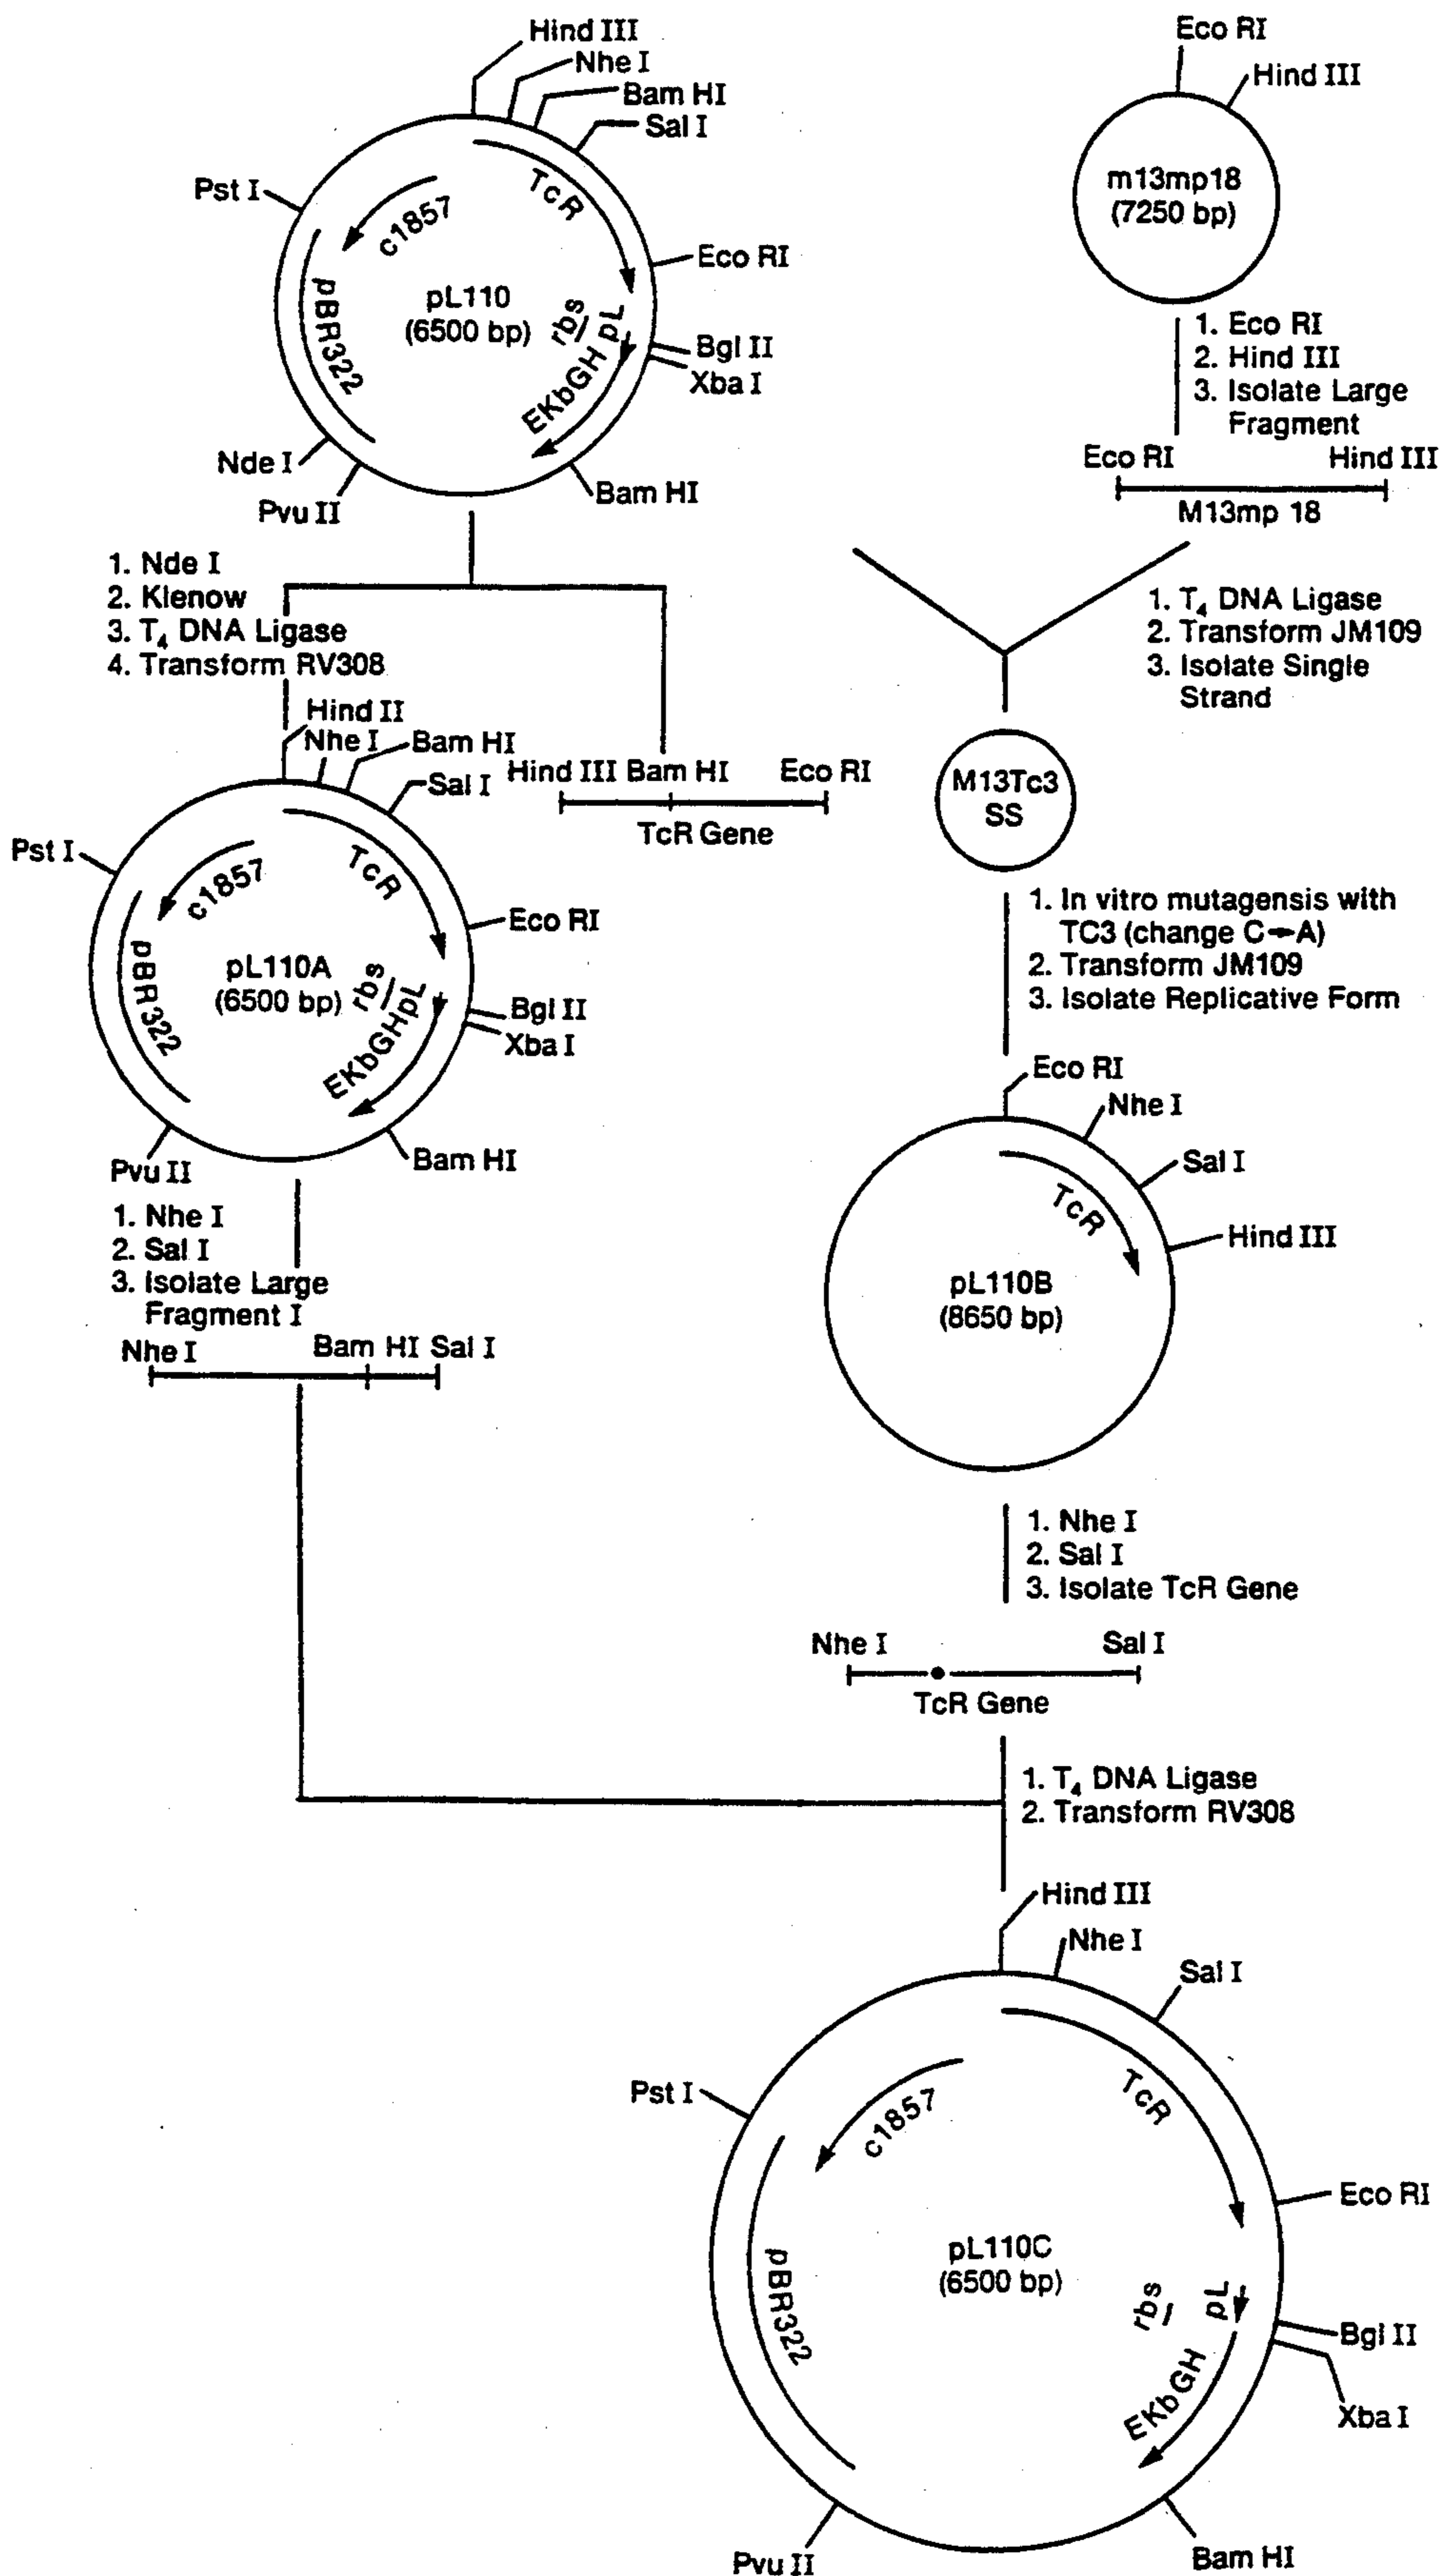 Hind III
Nhe I
Bam HI
Sal I
Pst I
TcR
c1857
Eco RI
pL110
(6500 bp)
rbs
pL
pBR322
EKbGH
Bgl II
Xba I
Nde I
Pvu II
Bam HI
Eco RI
Hind III
m13mp18
(7250 bp)
1. Eco RI
2. Hind III
3. Isolate Large
Fragment
Eco RI Hind III
M13mp 18
1. Nde I
2. Klenow
3. T4 DNA Ligase
4. Transform RV308
1. T4 DNA Ligase
2. Transform JM109
3. Isolate Single
Strand
Hind III Bam HI Eco RI
TcR Gene
M13Tc3
SS
Hind II
Nhe I
Bam HI
Sal I
Pst I
TcR
c1857
Eco RI
pL110A
(6500 bp)
rbs
pL
pBR322
EKbGH
Bgl II
Xba I
Pvu II
Bam HI
1. In vitro mutagensis with
TC3 (change C→A)
2. Transform JM109
3. Isolate Replicative Form
1. Nhe I
2. Sal I
3. Isolate Large
Fragment I
Nhe I Bam HI Sal I
Eco RI
Nhe I
Sal I
TcR
Hind III
pL110B
(8650 bp)
1. Nhe I
2. Sal I
3. Isolate TcR Gene
Nhe I Sal I
TcR Gene
1. T4 DNA Ligase
2. Transform RV308
Hind III
Nhe I
Sal I
Pst I
TcR
c1857
Eco RI
pL110C
(6500 bp)
rbs
pL
pBR322
EKbGH
Bgl II
Xba I
Pvu II
Bam HI